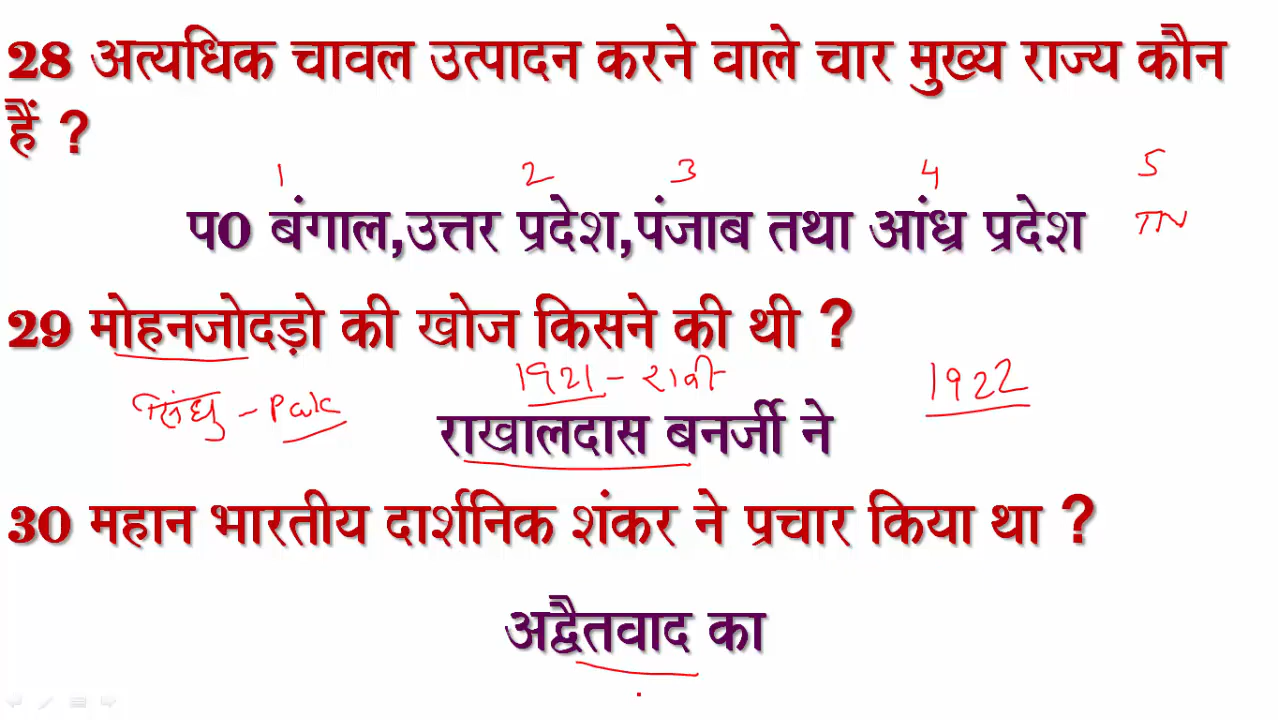 28 अत्यधिक चावल उत्पादन करने वाले चार मुख्य राज्य कौन
हैं ?
1 2 3 4 5
प0 बंगाल,उत्तर प्रदेश,पंजाब तथा आंध्र प्रदेश TN
29 मोहनजोदड़ो की खोज किसने की थी ?
सिंधु - Pak 1921 - रावी 1922
राखालदास बनर्जी ने
30 महान भारतीय दार्शनिक शंकर ने प्रचार किया था ?
अद्वैतवाद का